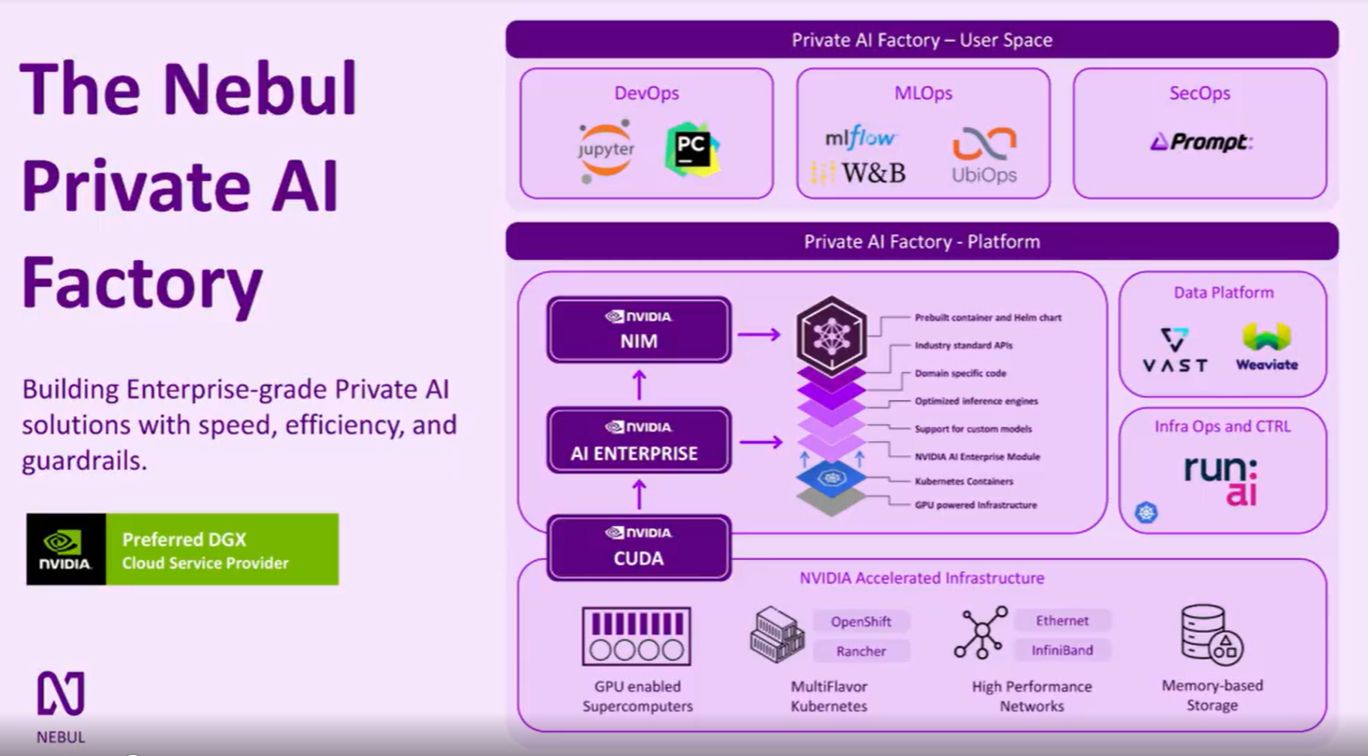 The Nebul
Private AI
Factory
Building Enterprise-grade Private AI
solutions with speed, efficiency, and
guardrails.
NVIDIA
Preferred DGX
Cloud Service Provider
NEBUL
Private AI Factory – User Space
DevOps
jupyter
PC
MLOps
mlflow
W&B
UbiOps
SecOps
Prompt:
Private AI Factory - Platform
NVIDIA
NIM
NVIDIA
AI ENTERPRISE
NVIDIA
CUDA
Prebuilt container and Helm chart
Industry standard APIs
Domain specific code
Optimized inference engines
Support for custom models
NVIDIA AI Enterprise Module
Kubernetes Containers
GPU powered Infrastructure
Data Platform
VAST
Weaviate
Infra Ops and CTRL
run:
ai
NVIDIA Accelerated Infrastructure
GPU enabled
Supercomputers
OpenShift
Rancher
MultiFlavor
Kubernetes
Ethernet
InfiniBand
High Performance
Networks
Memory-based
Storage